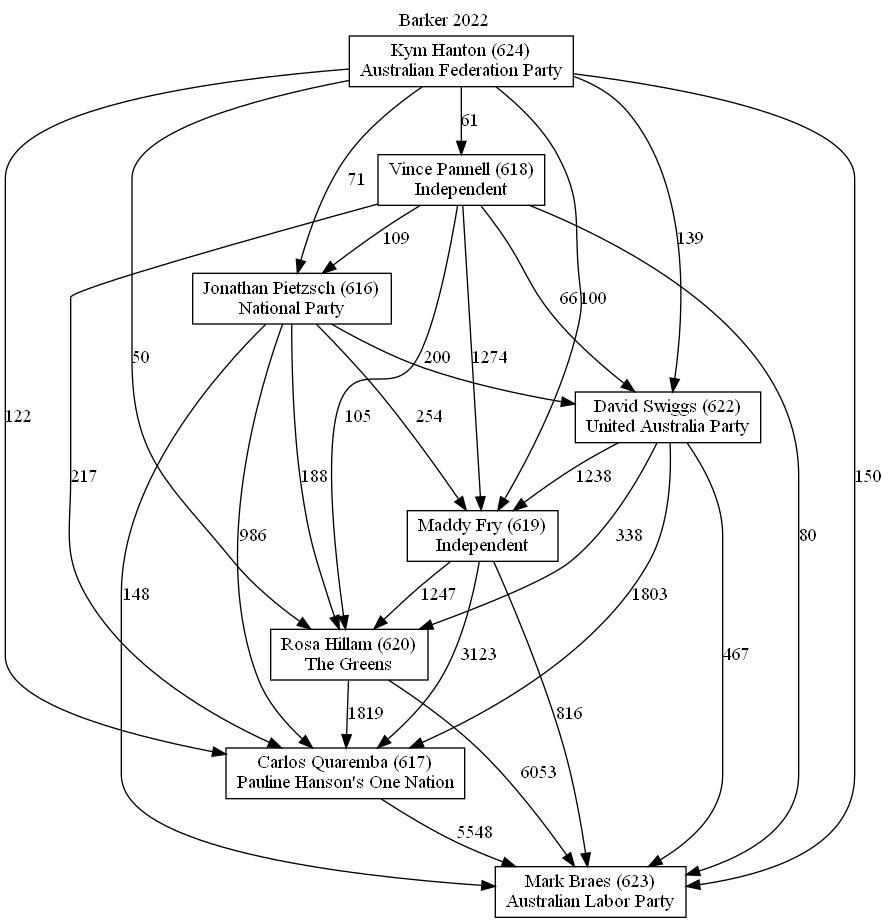 Barker 2022
Kym Hanton (624)
Australian Federation Party
61
Vince Pannell (618)
Independent
71
109
139
Jonathan Pietzsch (616)
National Party
66
100
50
200
1274
David Swiggs (622)
United Australia Party
122
105
254
217
188
1238
150
Maddy Fry (619)
Independent
986
338
80
148
1247
1803
Rosa Hillam (620)
The Greens
3123
467
1819
816
Carlos Quaremba (617)
Pauline Hanson's One Nation
6053
5548
Mark Braes (623)
Australian Labor Party